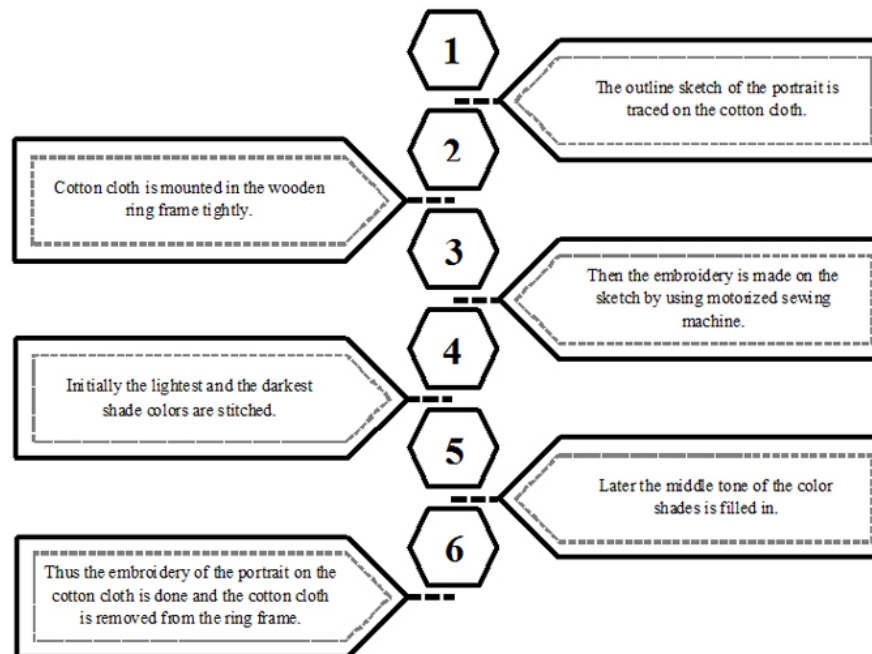 1
The outline sketch of the portrait is
traced on the cotton cloth.
2
Cotton cloth is mounted in the wooden
ring frame tightly.
3
Then the embroidery is made on the
sketch by using motorized sewing
machine.
4
Initially the lightest and the darkest
shade colors are stitched.
5
Later the middle tone of the color
shades is filled in.
6
Thus the embroidery of the portrait on the
cotton cloth is done and the cotton cloth
is removed from the ring frame.